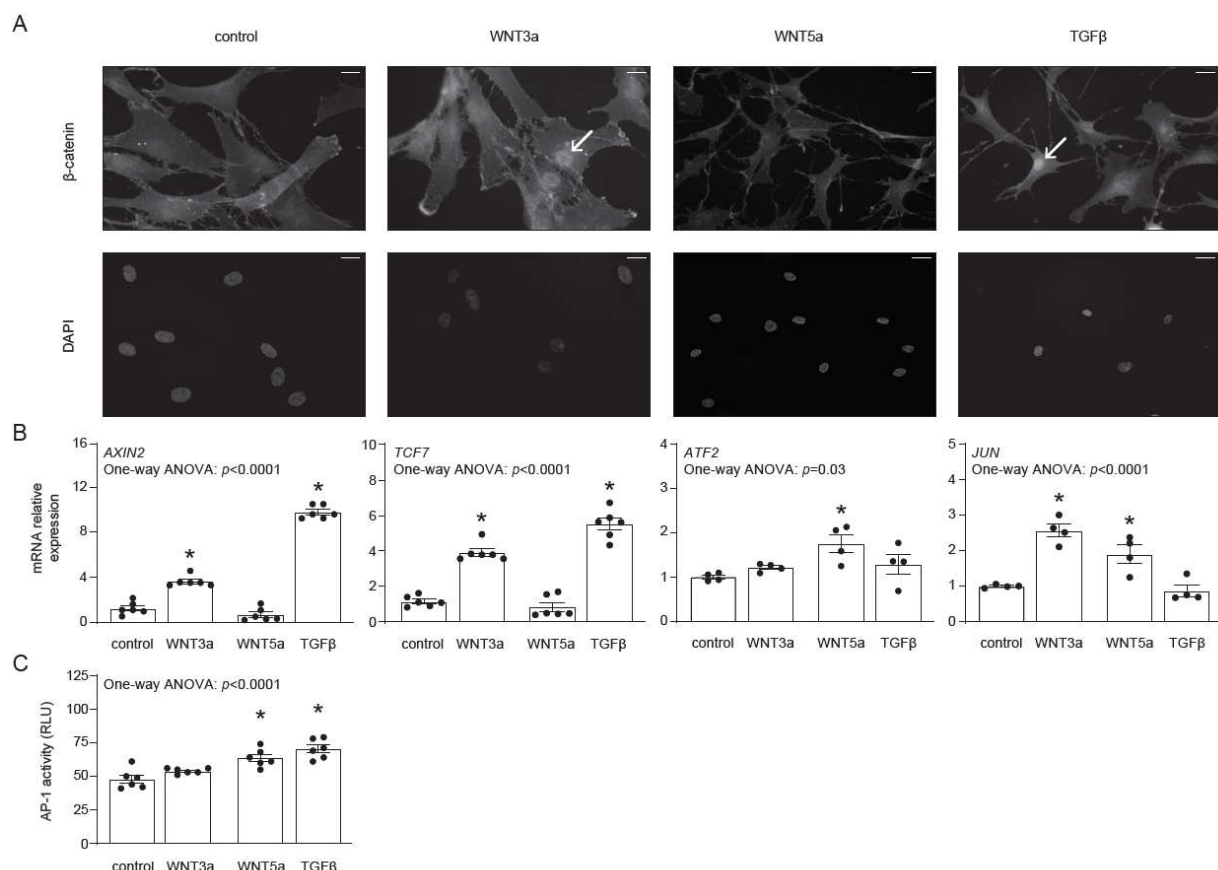 A
control WNT3a WNT5a TGFβ
β-catenin
DAPI
B
mRNA relative
expression
AXIN2
One-way ANOVA: p<0.0001
16
12
8
4
0
control WNT3a WNT5a TGFβ
* *
TCF7
One-way ANOVA: p<0.0001
10
8
6
4
2
0
control WNT3a WNT5a TGFβ
* *
ATF2
One-way ANOVA: p=0.03
4
3
2
1
0
control WNT3a WNT5a TGFβ
*
JUN
One-way ANOVA: p<0.0001
5
4
3
2
1
0
control WNT3a WNT5a TGFβ
* *
C
AP-1 activity (RLU)
One-way ANOVA: p<0.0001
125
100
75
50
25
0
control WNT3a WNT5a TGFβ
* *